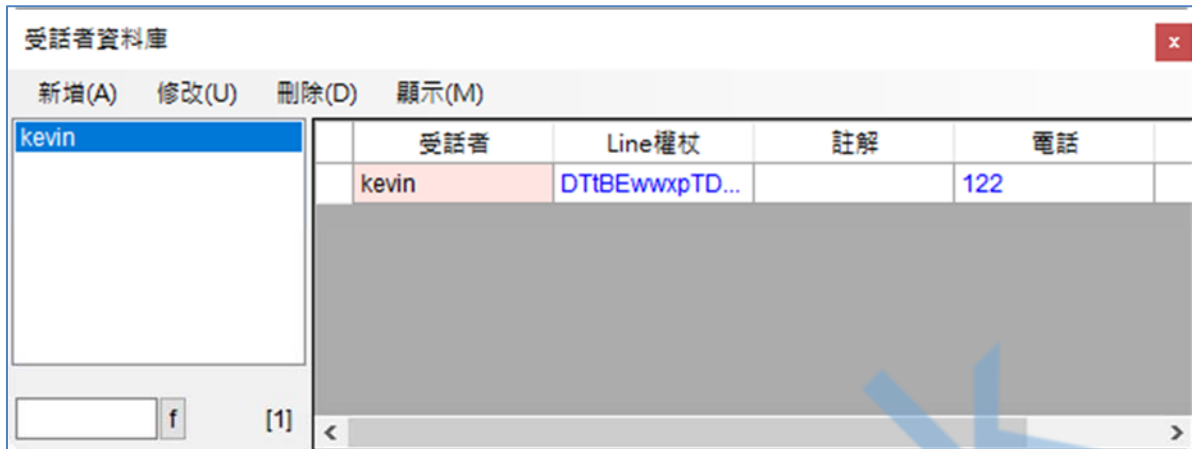 受話者資料庫 x
新增(A) 修改(U) 刪除(D) 顯示(M)
kevin
受話者 Line權杖 註解 電話
kevin DTtBEwwxpTD... 122
f [1]